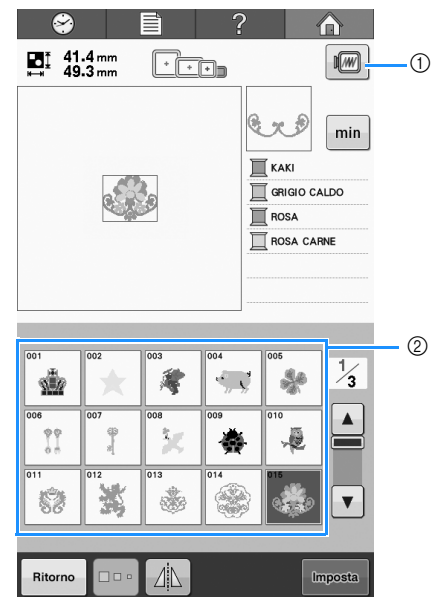 ?
①
41.4 mm
49.3 mm
min
KAKI
GRIGIO CALDO
ROSA
ROSA CARNE
②
001 002 003 004 005
1/3
006 007 008 009 010
011 012 013 014 015
Ritorno
Imposta